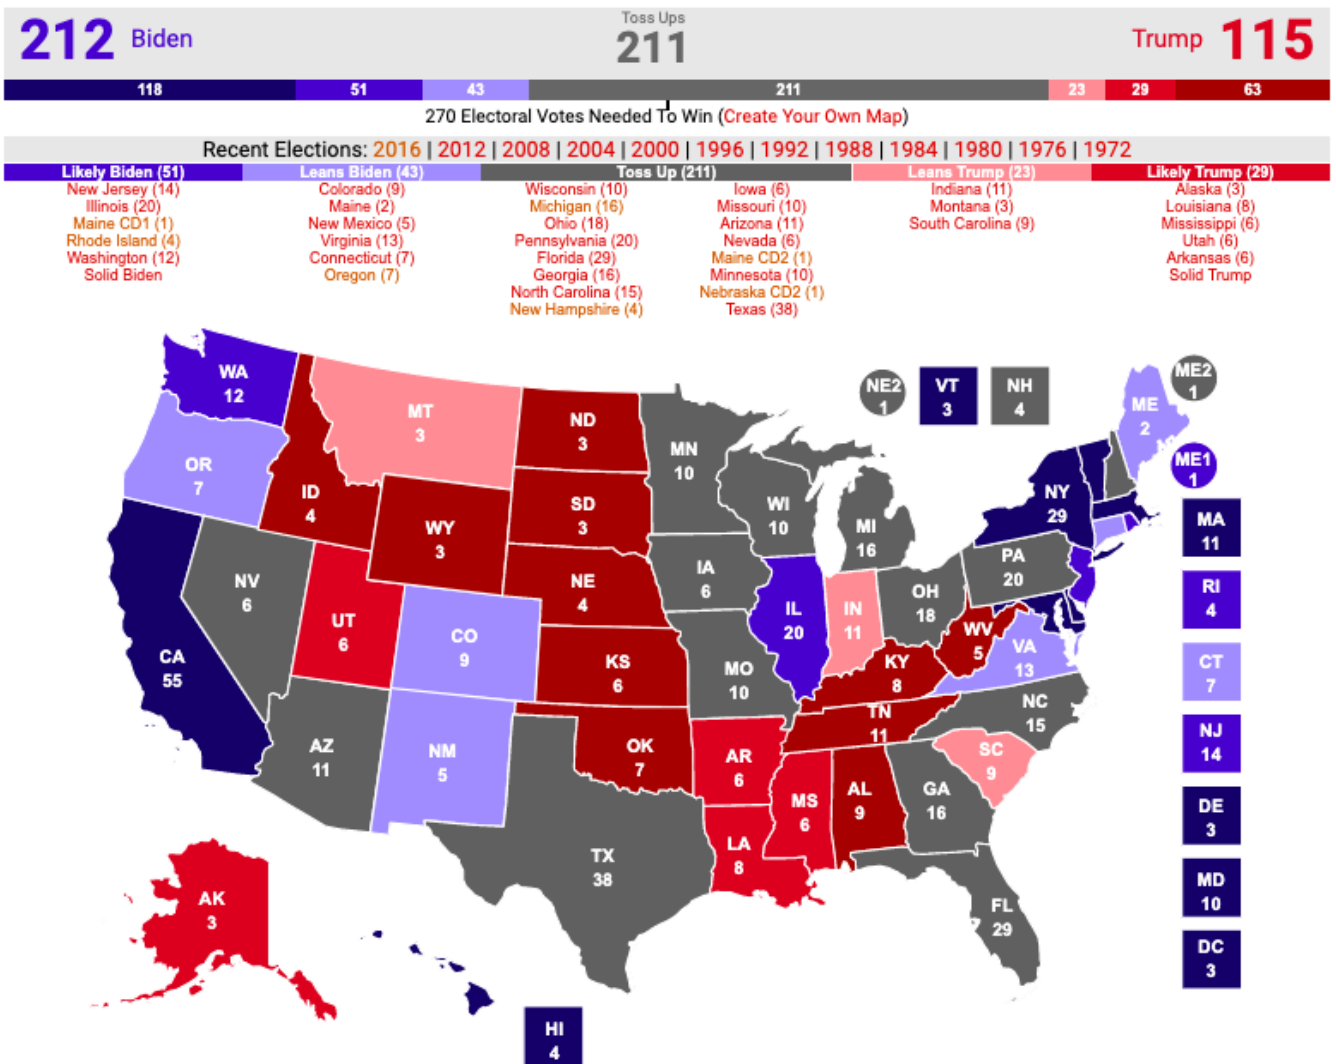 Toss Ups
212 Biden 211 Trump 115
118 51 43 211 23 29 63
270 Electoral Votes Needed To Win (Create Your Own Map)
Recent Elections: 2016 | 2012 | 2008 | 2004 | 2000 | 1996 | 1992 | 1988 | 1984 | 1980 | 1976 | 1972
Likely Biden (51)
New Jersey (14)
Illinois (20)
Maine CD1 (1)
Rhode Island (4)
Washington (12)
Solid Biden
Leans Biden (43)
Colorado (9)
Maine (2)
New Mexico (5)
Virginia (13)
Connecticut (7)
Oregon (7)
Toss Up (211)
Wisconsin (10)
Michigan (16)
Ohio (18)
Pennsylvania (20)
Florida (29)
Georgia (16)
North Carolina (15)
New Hampshire (4)
Iowa (6)
Missouri (10)
Arizona (11)
Nevada (6)
Maine CD2 (1)
Minnesota (10)
Nebraska CD2 (1)
Texas (38)
Leans Trump (23)
Indiana (11)
Montana (3)
South Carolina (9)
Likely Trump (29)
Alaska (3)
Louisiana (8)
Mississippi (6)
Utah (6)
Arkansas (6)
Solid Trump
WA
12
OR
7
CA
55
NV
6
ID
4
MT
3
WY
3
UT
6
CO
9
AZ
11
NM
5
ND
3
SD
3
NE
4
KS
6
OK
7
TX
38
MN
10
IA
6
MO
10
AR
6
LA
8
WI
10
IL
20
MS
6
MI
16
IN
11
OH
18
KY
8
TN
11
AL
9
GA
16
FL
29
SC
9
NC
15
VA
13
WV
5
PA
20
NY
29
NE2
1
VT
3
NH
4
ME
2
ME2
1
ME1
1
MA
11
RI
4
CT
7
NJ
14
DE
3
MD
10
DC
3
AK
3
HI
4